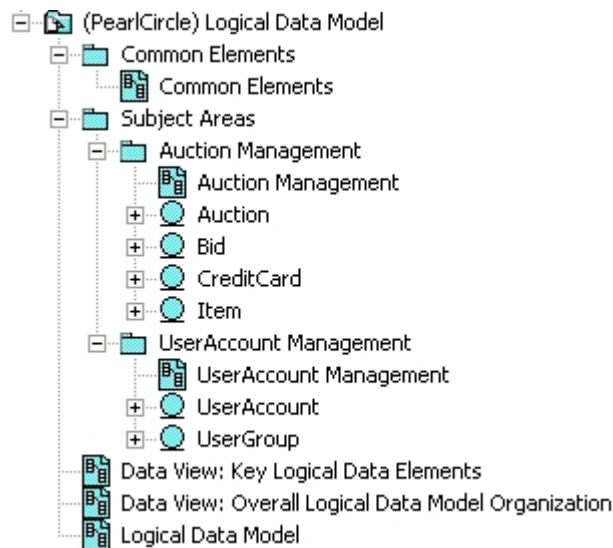 (PearlCircle) Logical Data Model
Common Elements
Common Elements
Subject Areas
Auction Management
Auction Management
Auction
Bid
CreditCard
Item
UserAccount Management
UserAccount Management
UserAccount
UserGroup
Data View: Key Logical Data Elements
Data View: Overall Logical Data Model Organization
Logical Data Model